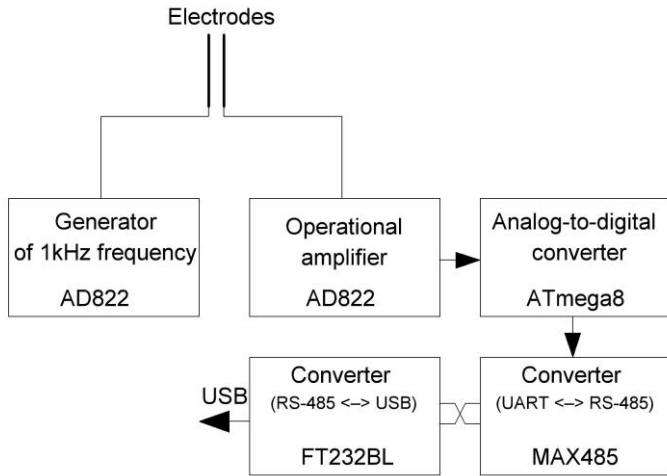 Electrodes
Generator
of 1kHz frequency
AD822
Operational
amplifier
AD822
Analog-to-digital
converter
ATmega8
USB
Converter
(RS-485 <–> USB)
FT232BL
Converter
(UART <–> RS-485)
MAX485